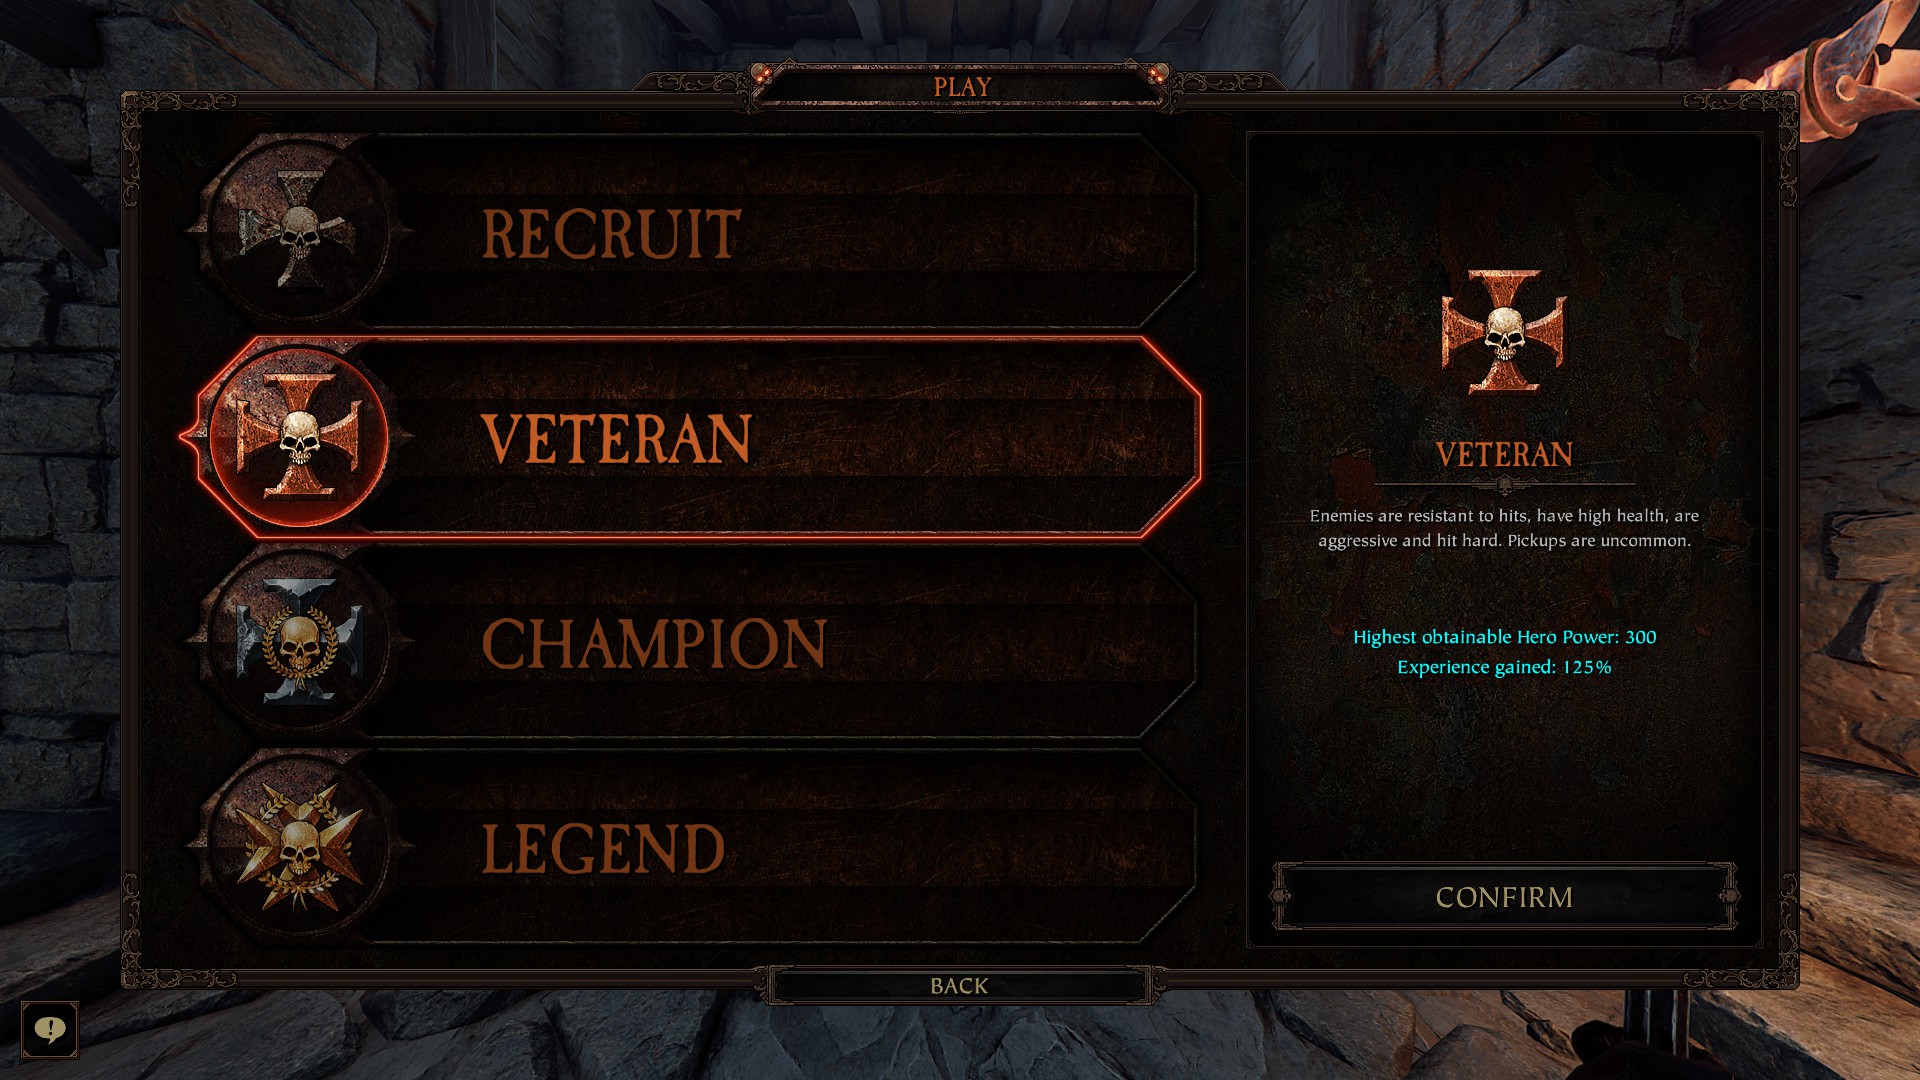 PLAY
RECRUIT
VETERAN
CHAMPION
LEGEND
VETERAN
Enemies are resistant to hits, have high health, are
aggressive and hit hard. Pickups are uncommon.
Highest obtainable Hero Power: 300
Experience gained: 125%
CONFIRM
BACK